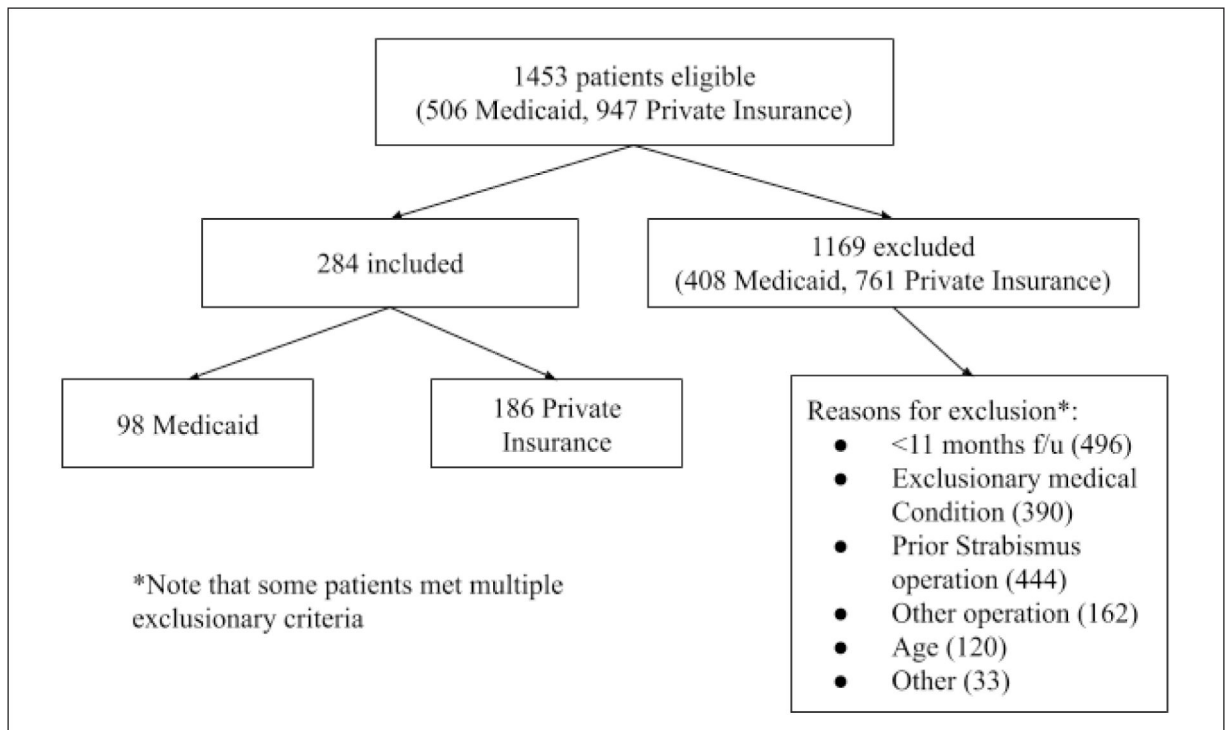 1453 patients eligible
(506 Medicaid, 947 Private Insurance)
284 included
1169 excluded
(408 Medicaid, 761 Private Insurance)
98 Medicaid
186 Private
Insurance
Reasons for exclusion*:
● <11 months f/u (496)
● Exclusionary medical
Condition (390)
● Prior Strabismus
operation (444)
● Other operation (162)
● Age (120)
● Other (33)
*Note that some patients met multiple
exclusionary criteria